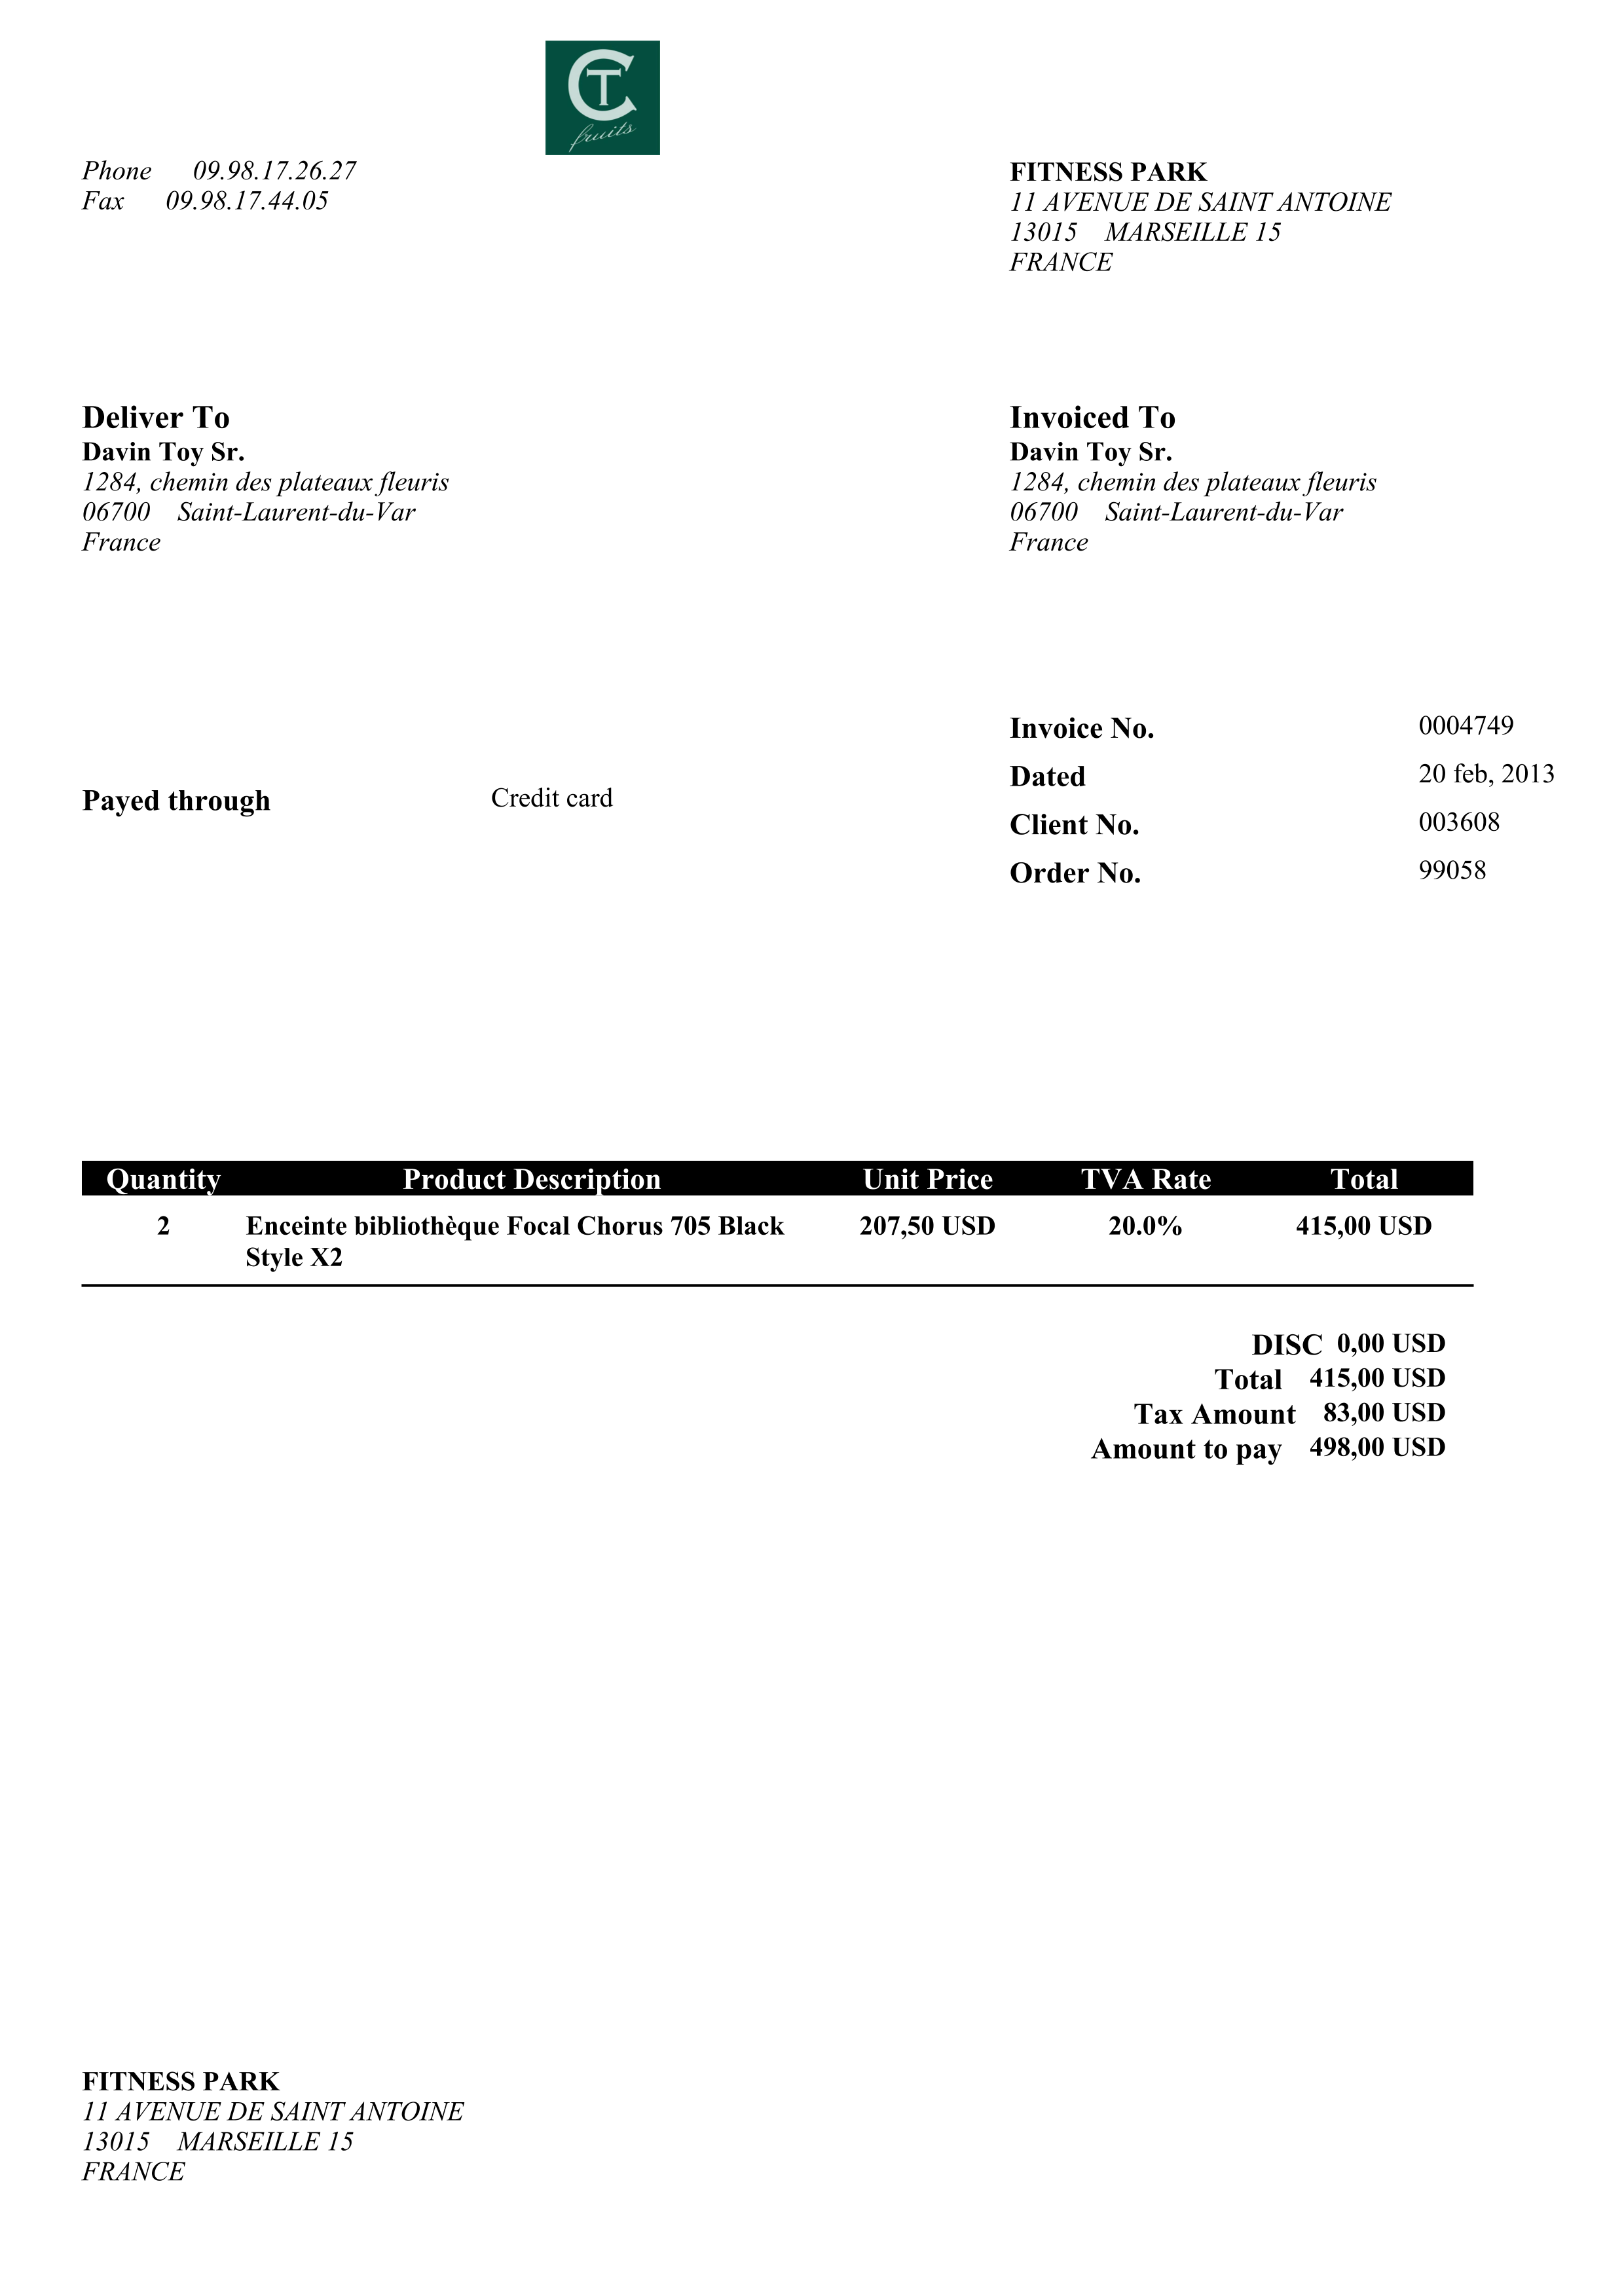 CT
fruits
Phone 09.98.17.26.27
Fax 09.98.17.44.05
FITNESS PARK
11 AVENUE DE SAINT ANTOINE
13015 MARSEILLE 15
FRANCE
Deliver To
Davin Toy Sr.
1284, chemin des plateaux fleuris
06700 Saint-Laurent-du-Var
France
Invoiced To
Davin Toy Sr.
1284, chemin des plateaux fleuris
06700 Saint-Laurent-du-Var
France
Payed through Credit card
Invoice No. 0004749
Dated 20 feb, 2013
Client No. 003608
Order No. 99058
Quantity Product Description Unit Price TVA Rate Total
2 Enceinte bibliothèque Focal Chorus 705 Black 207,50 USD 20.0% 415,00 USD
Style X2
DISC 0,00 USD
Total 415,00 USD
Tax Amount 83,00 USD
Amount to pay 498,00 USD
FITNESS PARK
11 AVENUE DE SAINT ANTOINE
13015 MARSEILLE 15
FRANCE